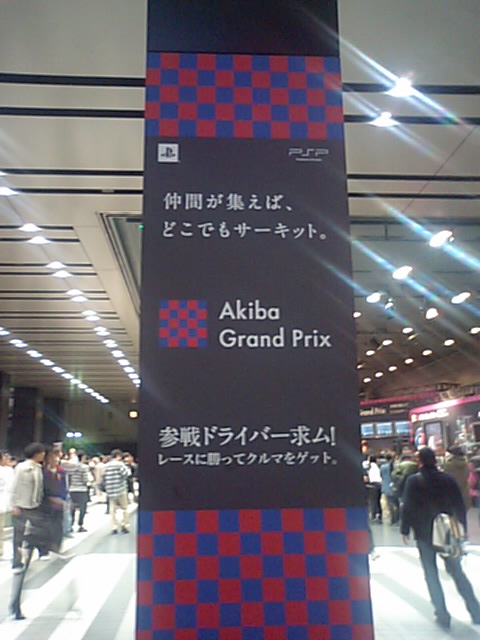 PSP
仲間が集えば、
どこでもサーキット。
Akiba
Grand Prix
参戦ドライバー求ム!
レースに勝ってクルマをゲット。
Grand Prix